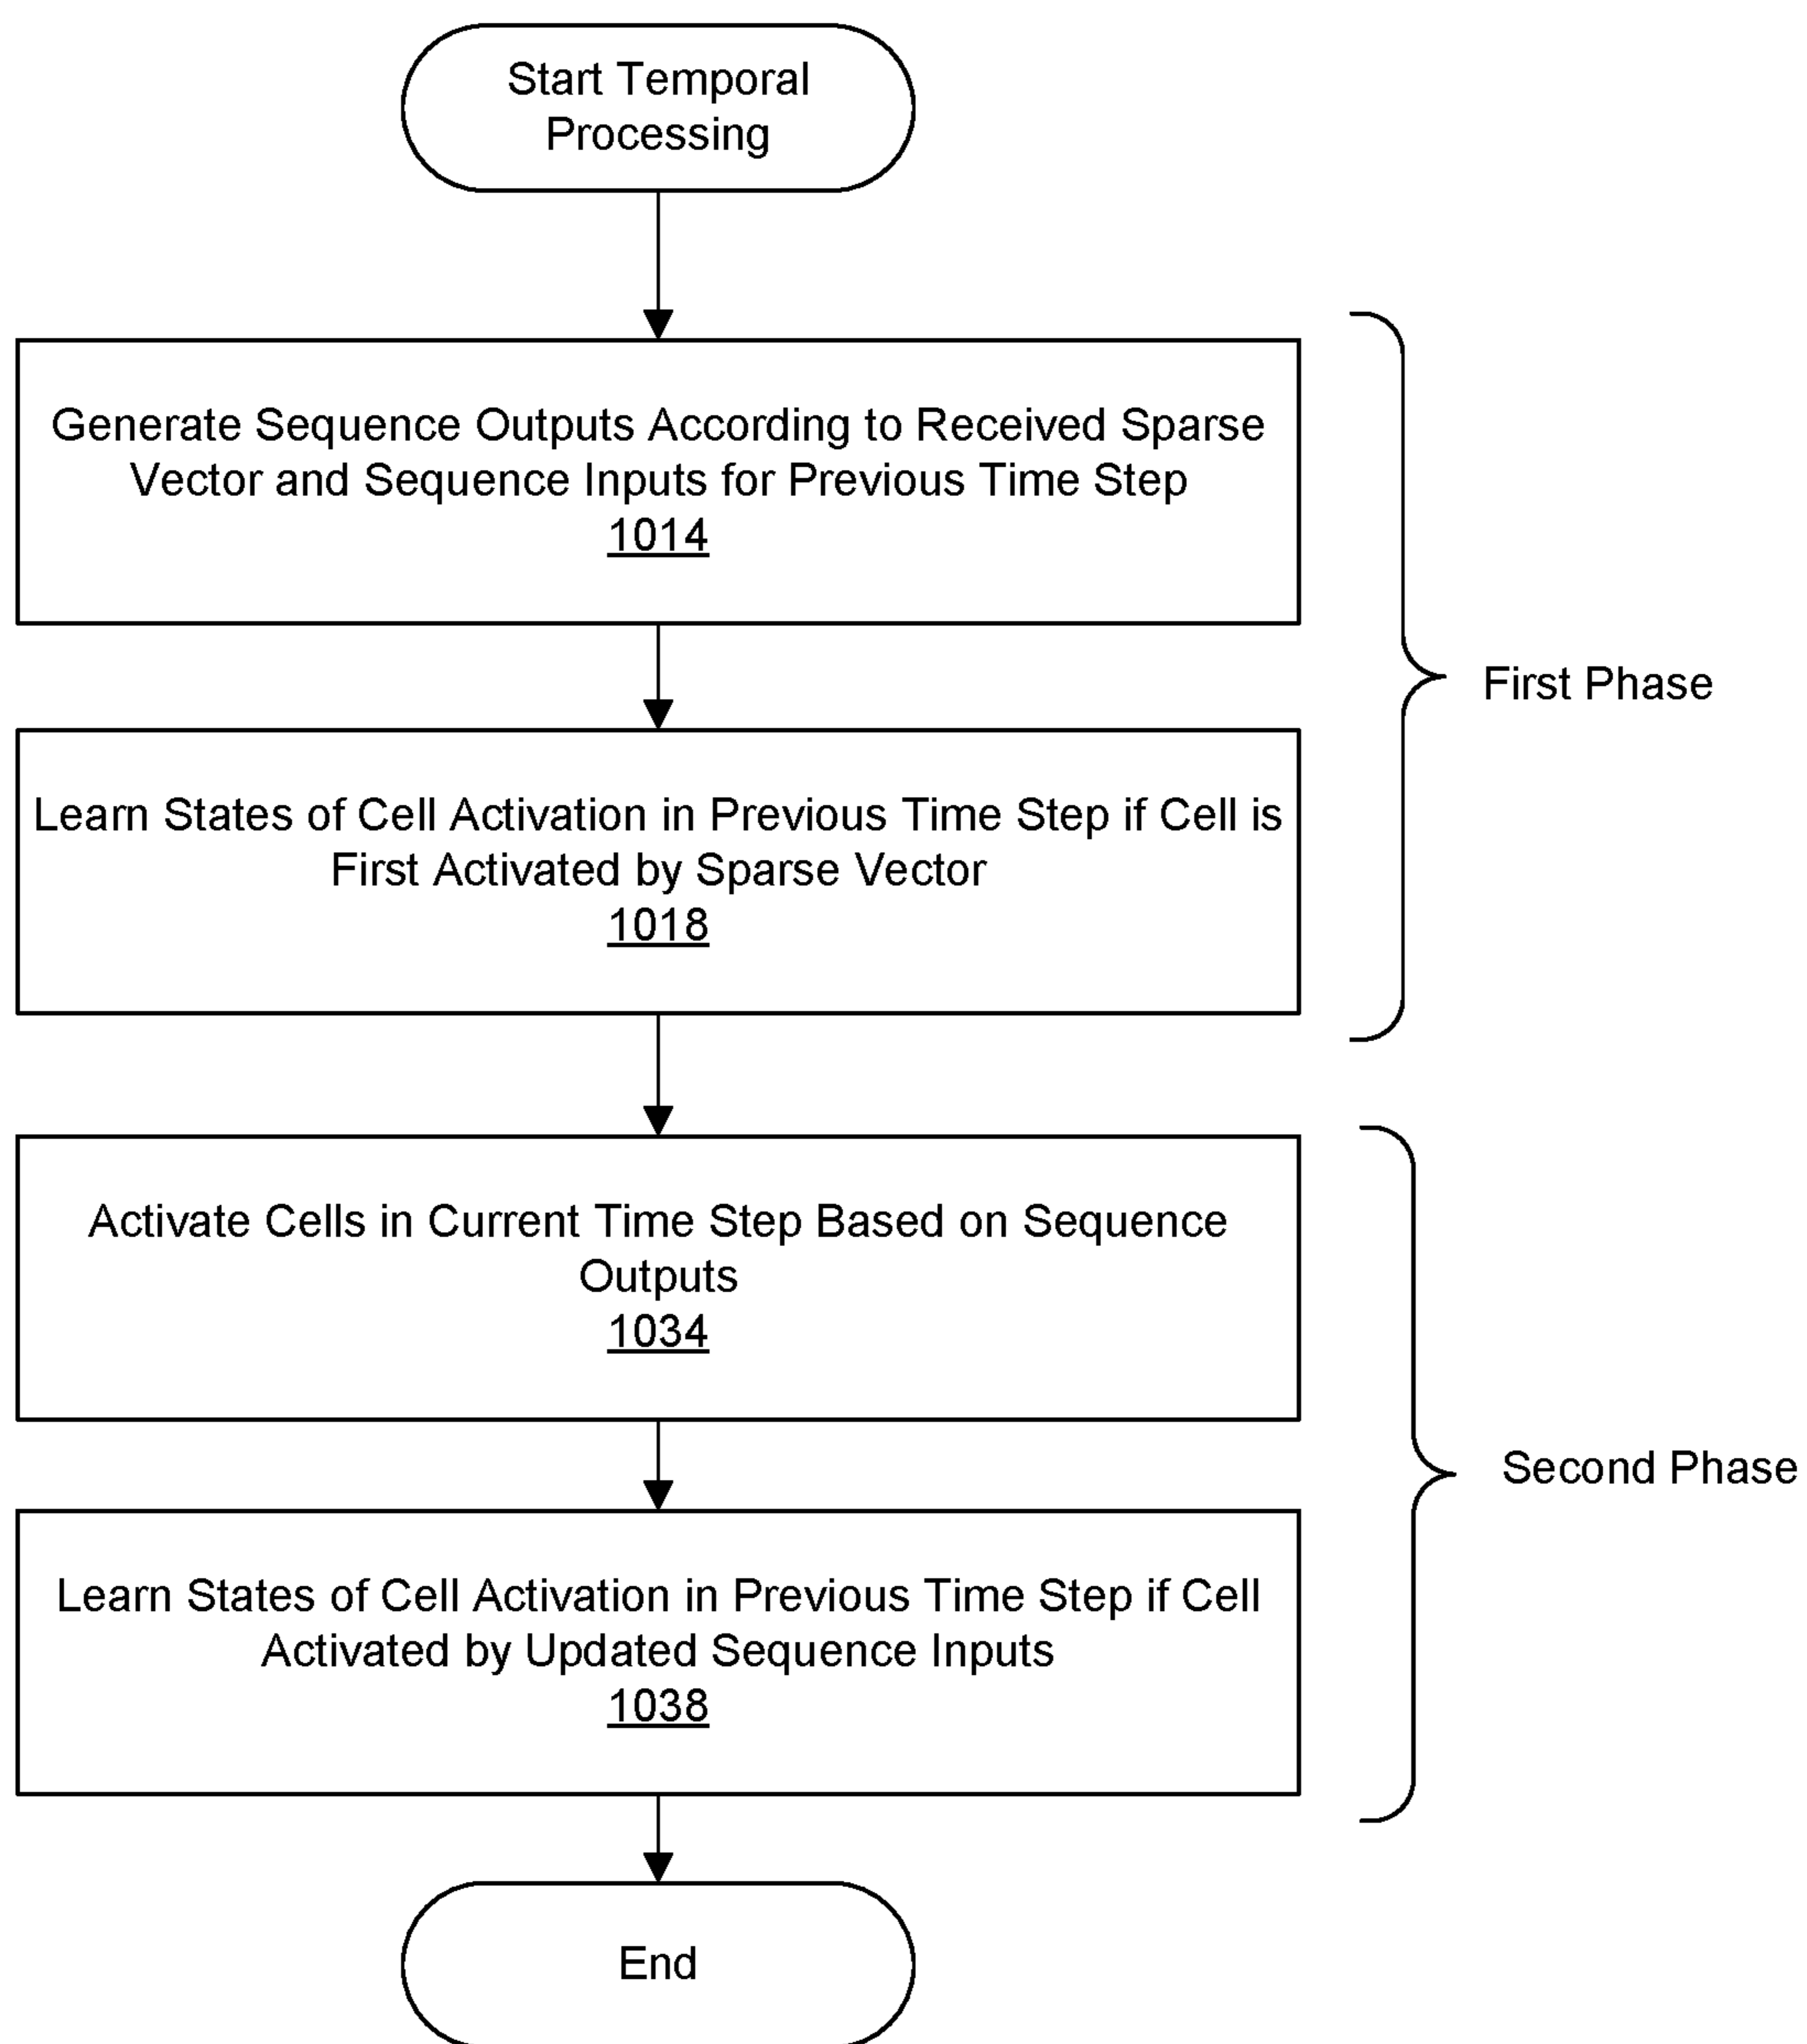 Start Temporal
Processing
Generate Sequence Outputs According to Received Sparse
Vector and Sequence Inputs for Previous Time Step
1014
First Phase
Learn States of Cell Activation in Previous Time Step if Cell is
First Activated by Sparse Vector
1018
Activate Cells in Current Time Step Based on Sequence
Outputs
1034
Second Phase
Learn States of Cell Activation in Previous Time Step if Cell
Activated by Updated Sequence Inputs
1038
End